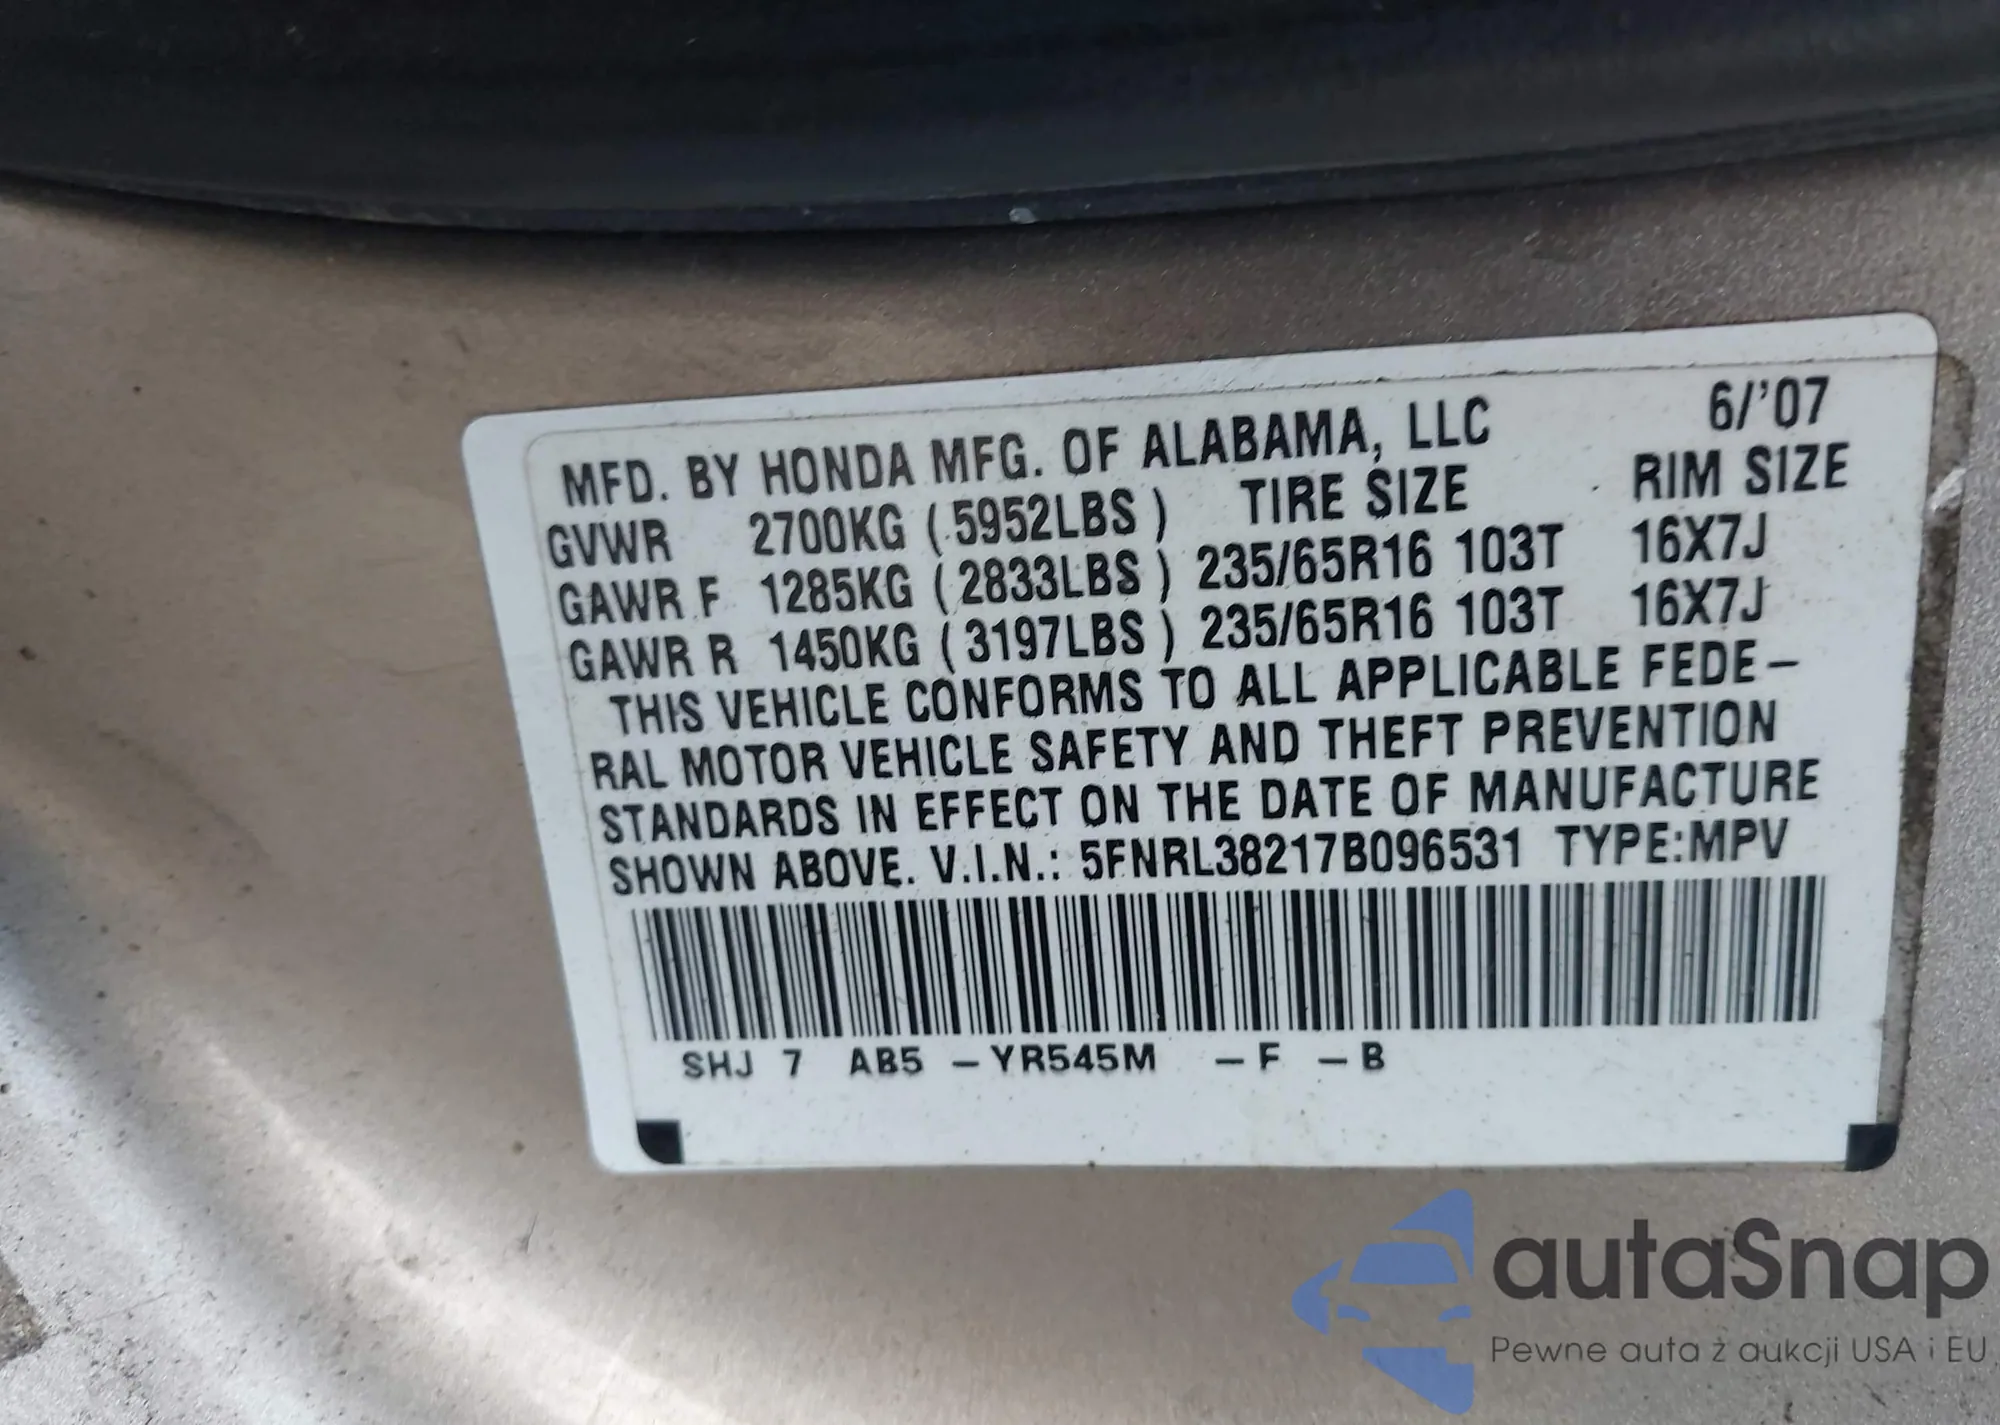 MFD. BY HONDA MFG. OF ALABAMA, LLC 6/'07
GVWR 2700KG ( 5952LBS ) TIRE SIZE RIM SIZE
GAWR F 1285KG ( 2833LBS ) 235/65R16 103T 16X7J
GAWR R 1450KG ( 3197LBS ) 235/65R16 103T 16X7J
THIS VEHICLE CONFORMS TO ALL APPLICABLE FEDE–
RAL MOTOR VEHICLE SAFETY AND THEFT PREVENTION
STANDARDS IN EFFECT ON THE DATE OF MANUFACTURE
SHOWN ABOVE. V.I.N.: 5FNRL38217B096531 TYPE:MPV
SHJ 7 AB5 –YR545M –F –B
autaSnap
Pewne auta z aukcji USA i EU